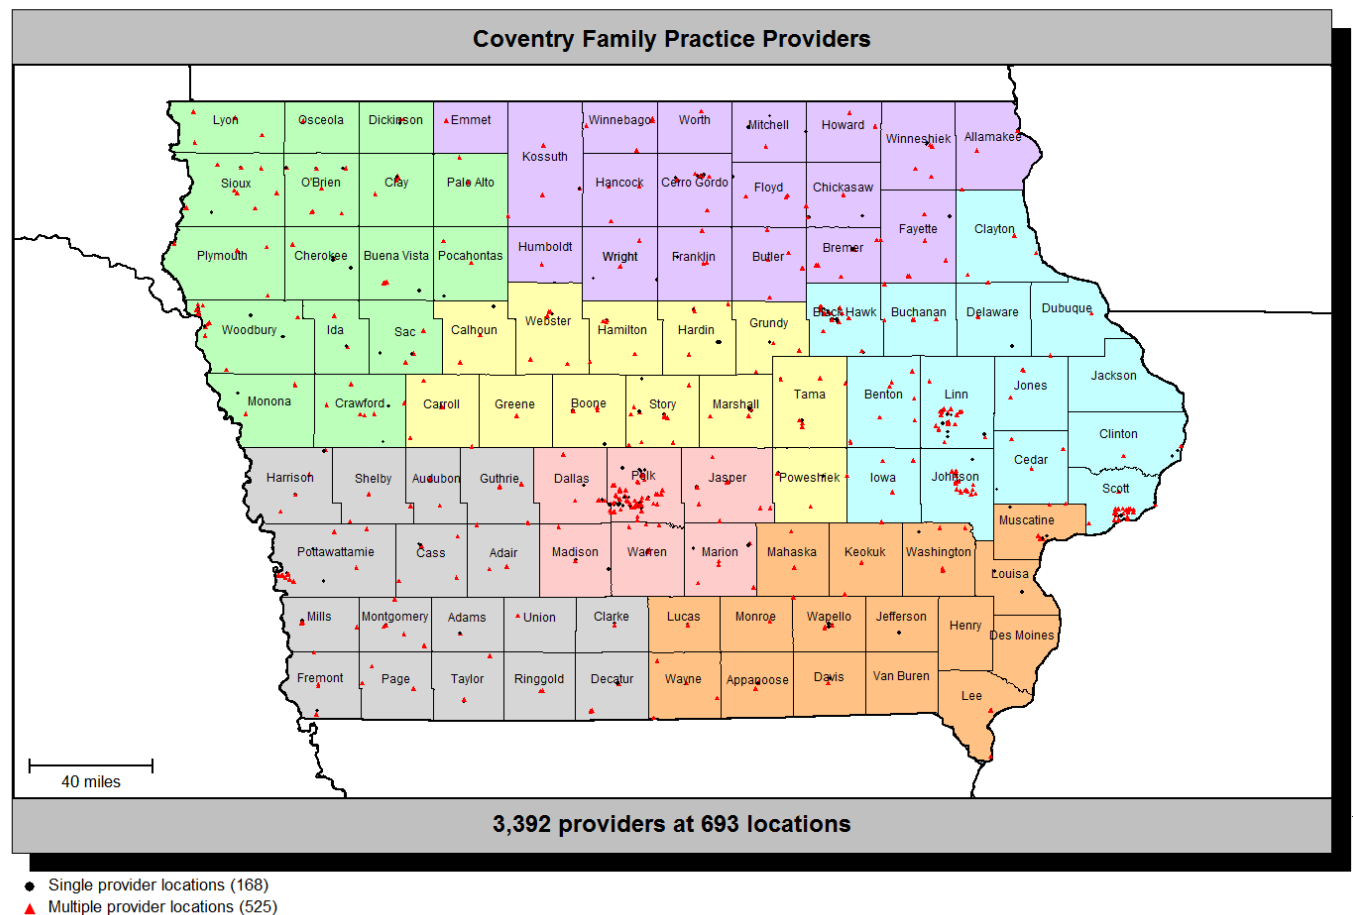 Coventry Family Practice Providers
Lyon Osceola Dickinson Emmet Winnebago Worth Mitchell Howard Winneshiek Allamakee
Kossuth
Sioux O'Brien Clay Palo Alto Hancock Cerro Gordo Floyd Chickasaw
Fayette Clayton
Plymouth Cherokee Buena Vista Pocahontas Humboldt Wright Franklin Butler Bremer
Woodbury Ida Sac Calhoun Webster Hamilton Hardin Grundy Black Hawk Buchanan Delaware Dubuque
Monona Crawford Carroll Greene Boone Story Marshall Tama Benton Linn Jones Jackson
Clinton
Harrison Shelby Audubon Guthrie Dallas Polk Jasper Poweshiek Iowa Johnson Cedar Scott
Muscatine
Pottawattamie Cass Adair Madison Warren Marion Mahaska Keokuk Washington
Louisa
Mills Montgomery Adams Union Clarke Lucas Monroe Wapello Jefferson Henry Des Moines
Fremont Page Taylor Ringgold Decatur Wayne Appanoose Davis Van Buren
Lee
40 miles
3,392 providers at 693 locations
Single provider locations (168)
Multiple provider locations (525)